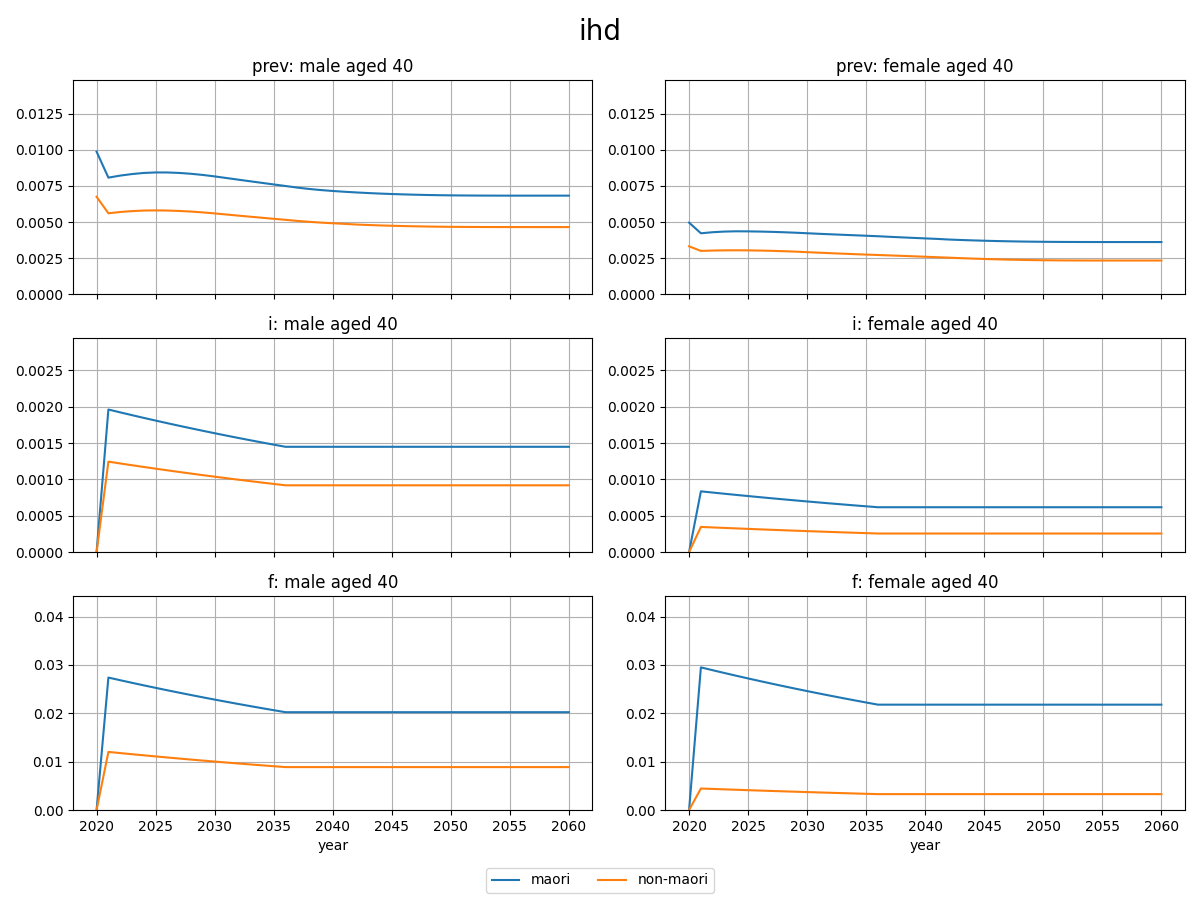 ihd
prev: male aged 40
0.0125
0.0100
0.0075
0.0050
0.0025
0.0000
prev: female aged 40
0.0125
0.0100
0.0075
0.0050
0.0025
0.0000
i: male aged 40
0.0025
0.0020
0.0015
0.0010
0.0005
0.0000
i: female aged 40
0.0025
0.0020
0.0015
0.0010
0.0005
0.0000
f: male aged 40
0.04
0.03
0.02
0.01
0.00
2020 2025 2030 2035 2040 2045 2050 2055 2060
year
f: female aged 40
0.04
0.03
0.02
0.01
0.00
2020 2025 2030 2035 2040 2045 2050 2055 2060
year
maori non-maori